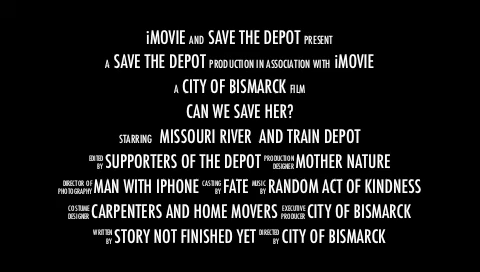 iMOVIE AND SAVE THE DEPOT PRESENT
A SAVE THE DEPOT PRODUCTION IN ASSOCIATION WITH iMOVIE
A CITY OF BISMARCK FILM
CAN WE SAVE HER?
STARRING MISSOURI RIVER AND TRAIN DEPOT
EDITED BY SUPPORTERS OF THE DEPOT PRODUCTION DESIGNER MOTHER NATURE
DIRECTOR OF PHOTOGRAPHY MAN WITH IPHONE CASTING BY FATE MUSIC BY RANDOM ACT OF KINDNESS
COSTUME DESIGNER CARPENTERS AND HOME MOVERS EXECUTIVE PRODUCER CITY OF BISMARCK
WRITTEN BY STORY NOT FINISHED YET DIRECTED BY CITY OF BISMARCK